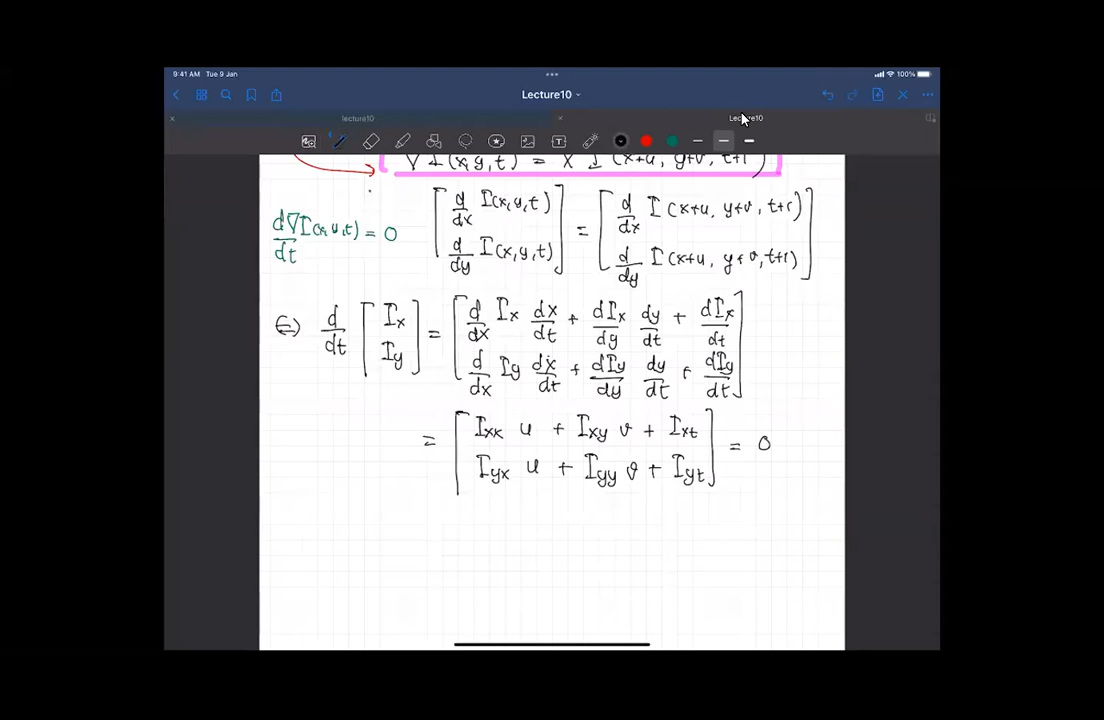 9:41 AM Tue 9 Jan
100%
Lecture10
lecture10
Lecture10
∇ I (x, y, t) = ∇ I (x+u, y+v, t+1)
d∇I(x,y,t)/dt = 0 [d/dx I(x,y,t); d/dy I(x,y,t)] = [d/dx I (x+u, y+v, t+1); d/dy I (x+u, y+v, t+1)]
⇔ d/dt [Ix; Iy] = [d/dx Ix dx/dt + dIx/dy dy/dt + dIx/dt; d/dx Iy dx/dt + dIy/dy dy/dt + dIy/dt]
= [Ixx u + Ixy v + Ixt; Iyx u + Iyy v + Iyt] = 0